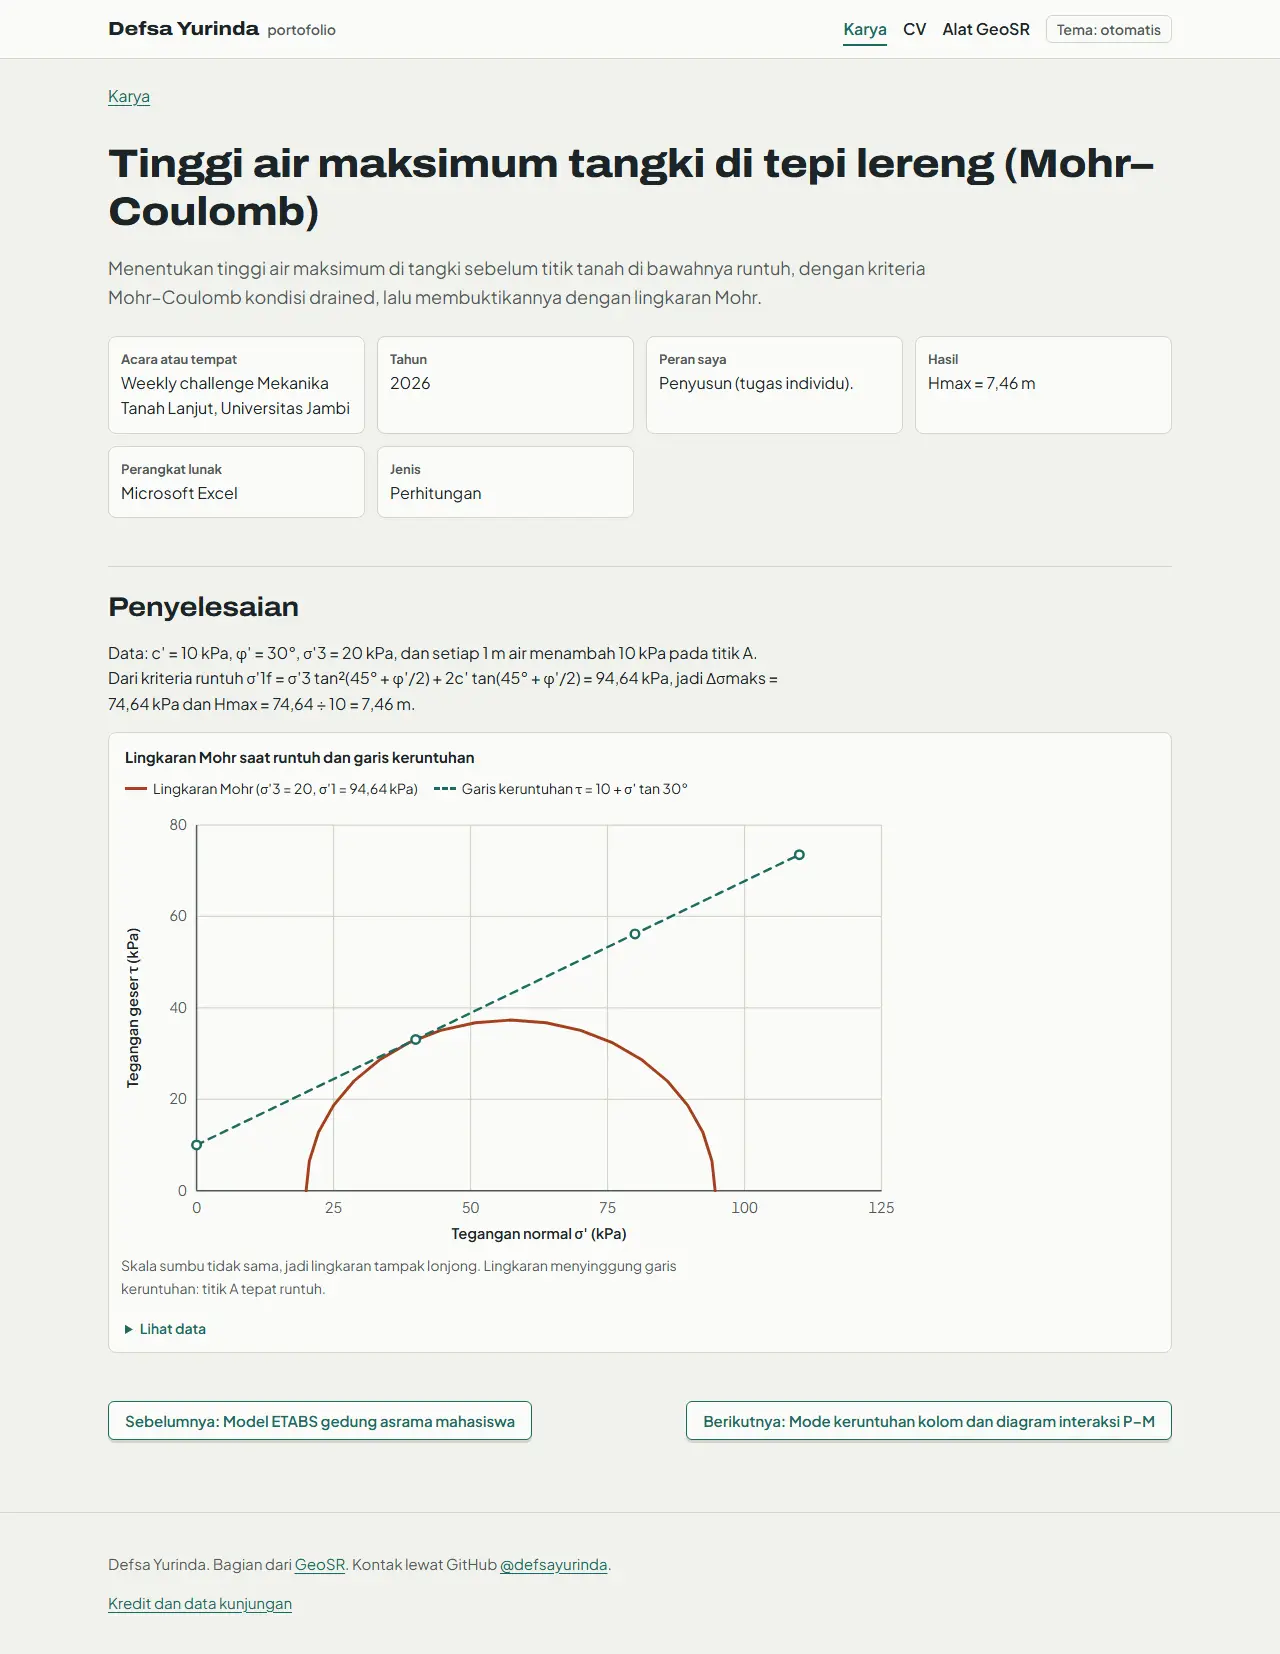 Defsa Yurinda portofolio
Karya CV Alat GeoSR Tema: otomatis
Karya
Tinggi air maksimum tangki di tepi lereng (Mohr–
Coulomb)
Menentukan tinggi air maksimum di tangki sebelum titik tanah di bawahnya runtuh, dengan kriteria
Mohr–Coulomb kondisi drained, lalu membuktikannya dengan lingkaran Mohr.
Acara atau tempat
Weekly challenge Mekanika
Tanah Lanjut, Universitas Jambi
Tahun
2026
Peran saya
Penyusun (tugas individu).
Hasil
Hmax = 7,46 m
Perangkat lunak
Microsoft Excel
Jenis
Perhitungan
Penyelesaian
Data: c' = 10 kPa, φ' = 30°, σ'3 = 20 kPa, dan setiap 1 m air menambah 10 kPa pada titik A.
Dari kriteria runtuh σ'1f = σ'3 tan²(45° + φ'/2) + 2c' tan(45° + φ'/2) = 94,64 kPa, jadi Δσmaks =
74,64 kPa dan Hmax = 74,64 ÷ 10 = 7,46 m.
Lingkaran Mohr saat runtuh dan garis keruntuhan
Lingkaran Mohr (σ'3 = 20, σ'1 = 94,64 kPa) Garis keruntuhan τ = 10 + σ' tan 30°
80
60
40
20
0
Tegangan geser τ (kPa)
0 25 50 75 100 125
Tegangan normal σ' (kPa)
Skala sumbu tidak sama, jadi lingkaran tampak lonjong. Lingkaran menyinggung garis
keruntuhan: titik A tepat runtuh.
Lihat data
Sebelumnya: Model ETABS gedung asrama mahasiswa
Berikutnya: Mode keruntuhan kolom dan diagram interaksi P–M
Defsa Yurinda. Bagian dari GeoSR. Kontak lewat GitHub @defsayurinda.
Kredit dan data kunjungan